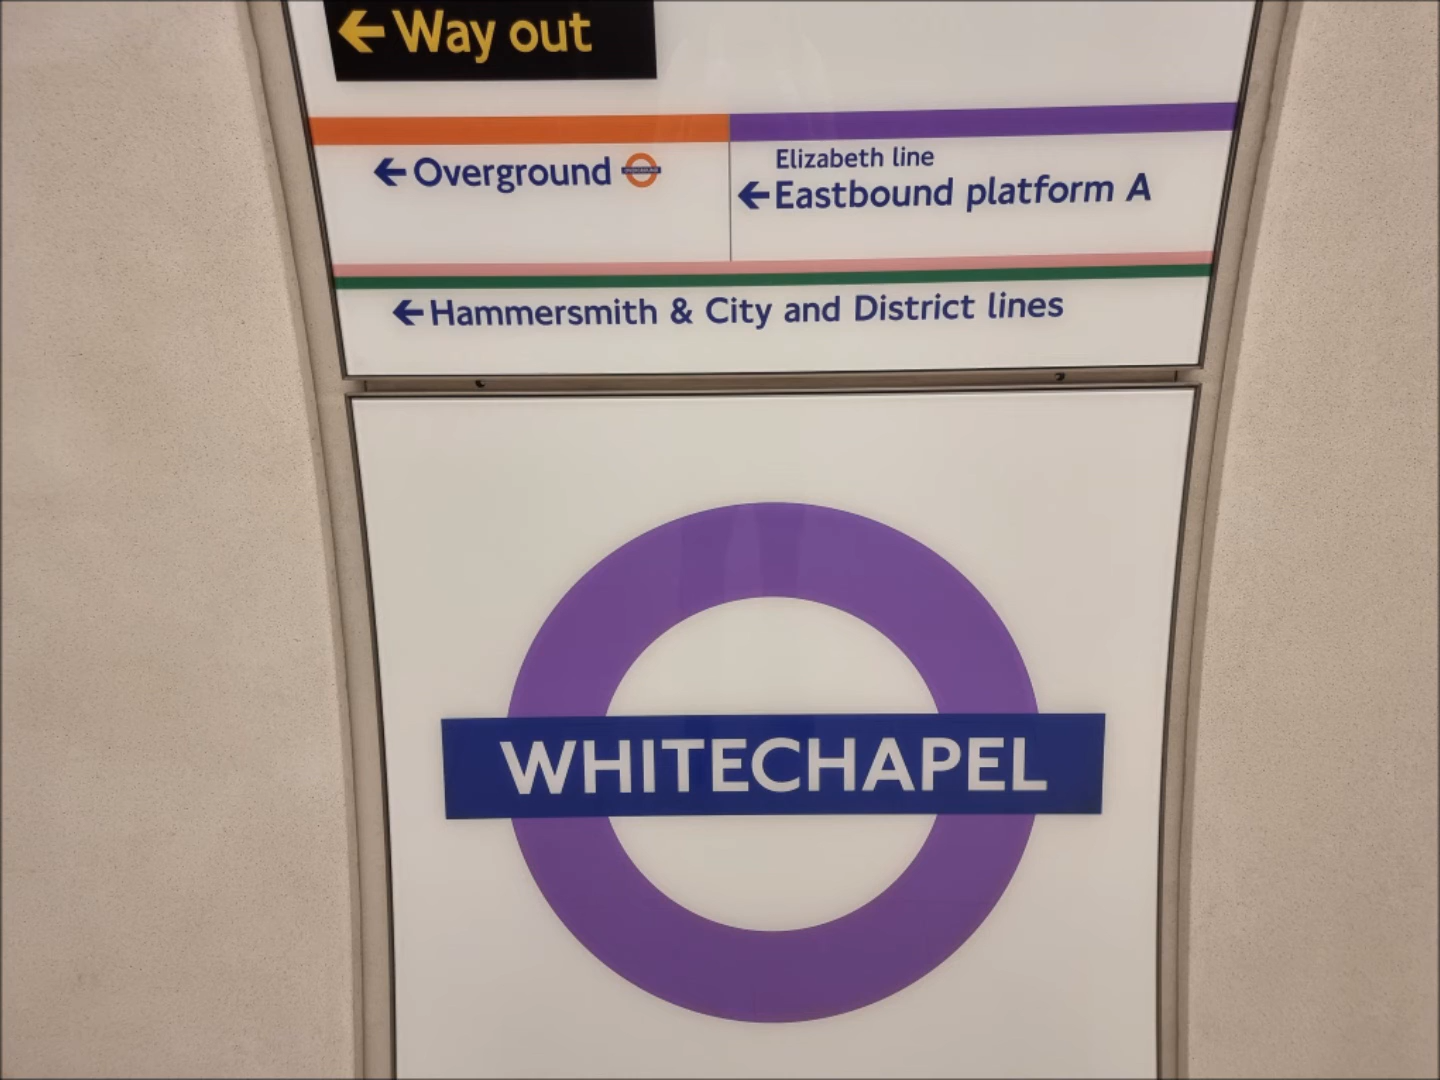 ← Way out
← Overground
Elizabeth line
← Eastbound platform A
← Hammersmith & City and District lines
WHITECHAPEL